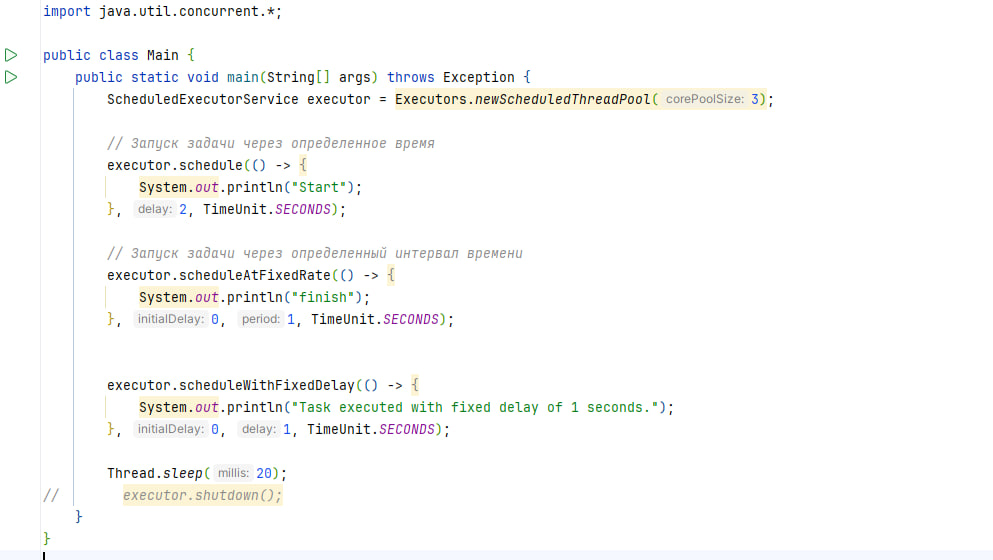 import java.util.concurrent.*;
public class Main {
public static void main(String[] args) throws Exception {
ScheduledExecutorService executor = Executors.newScheduledThreadPool( corePoolSize: 3);
// Запуск задачи через определенное время
executor.schedule(() -> {
System.out.println("Start");
}, delay: 2, TimeUnit.SECONDS);
// Запуск задачи через определенный интервал времени
executor.scheduleAtFixedRate(() -> {
System.out.println("finish");
}, initialDelay: 0, period: 1, TimeUnit.SECONDS);
executor.scheduleWithFixedDelay(() -> {
System.out.println("Task executed with fixed delay of 1 seconds.");
}, initialDelay: 0, delay: 1, TimeUnit.SECONDS);
Thread.sleep( millis: 20);
// executor.shutdown();
}
}